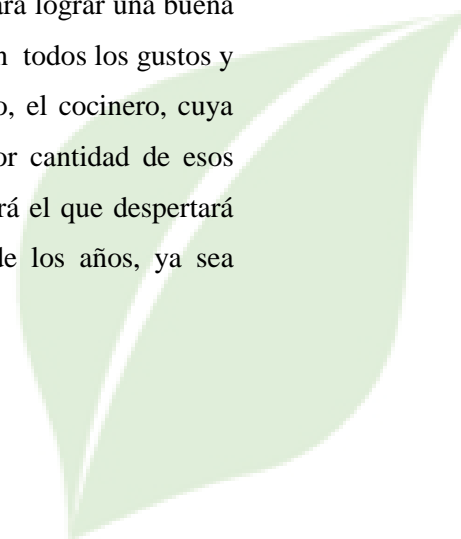 ara lograr una buena
n todos los gustos y
o, el cocinero, cuya
or cantidad de esos
rá el que despertará
de los años, ya sea